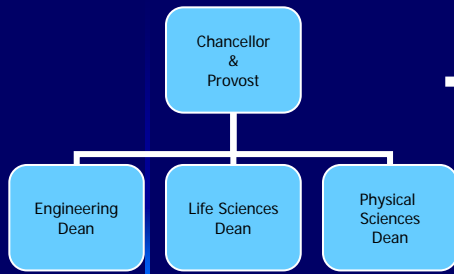 Chancellor
&
Provost
Engineering
Dean
Life Sciences
Dean
Physical
Sciences
Dean